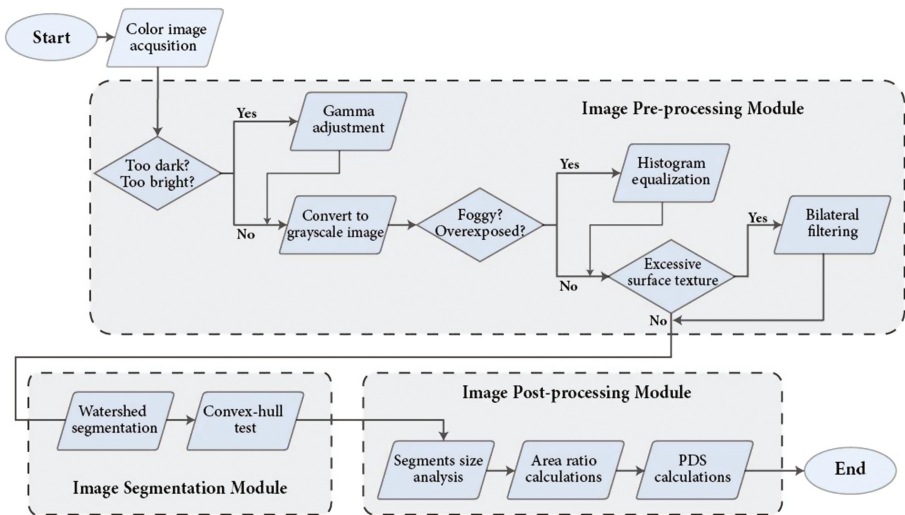 Start
Color image
acqusition
Image Pre-processing Module
Too dark?
Too bright?
Yes
Gamma
adjustment
No
Convert to
grayscale image
Foggy?
Overexposed?
Yes
Histogram
equalization
No
Excessive
surface texture
Yes
Bilateral
filtering
No
Watershed
segmentation
Convex-hull
test
Image Segmentation Module
Image Post-processing Module
Segments size
analysis
Area ratio
calculations
PDS
calculations
End